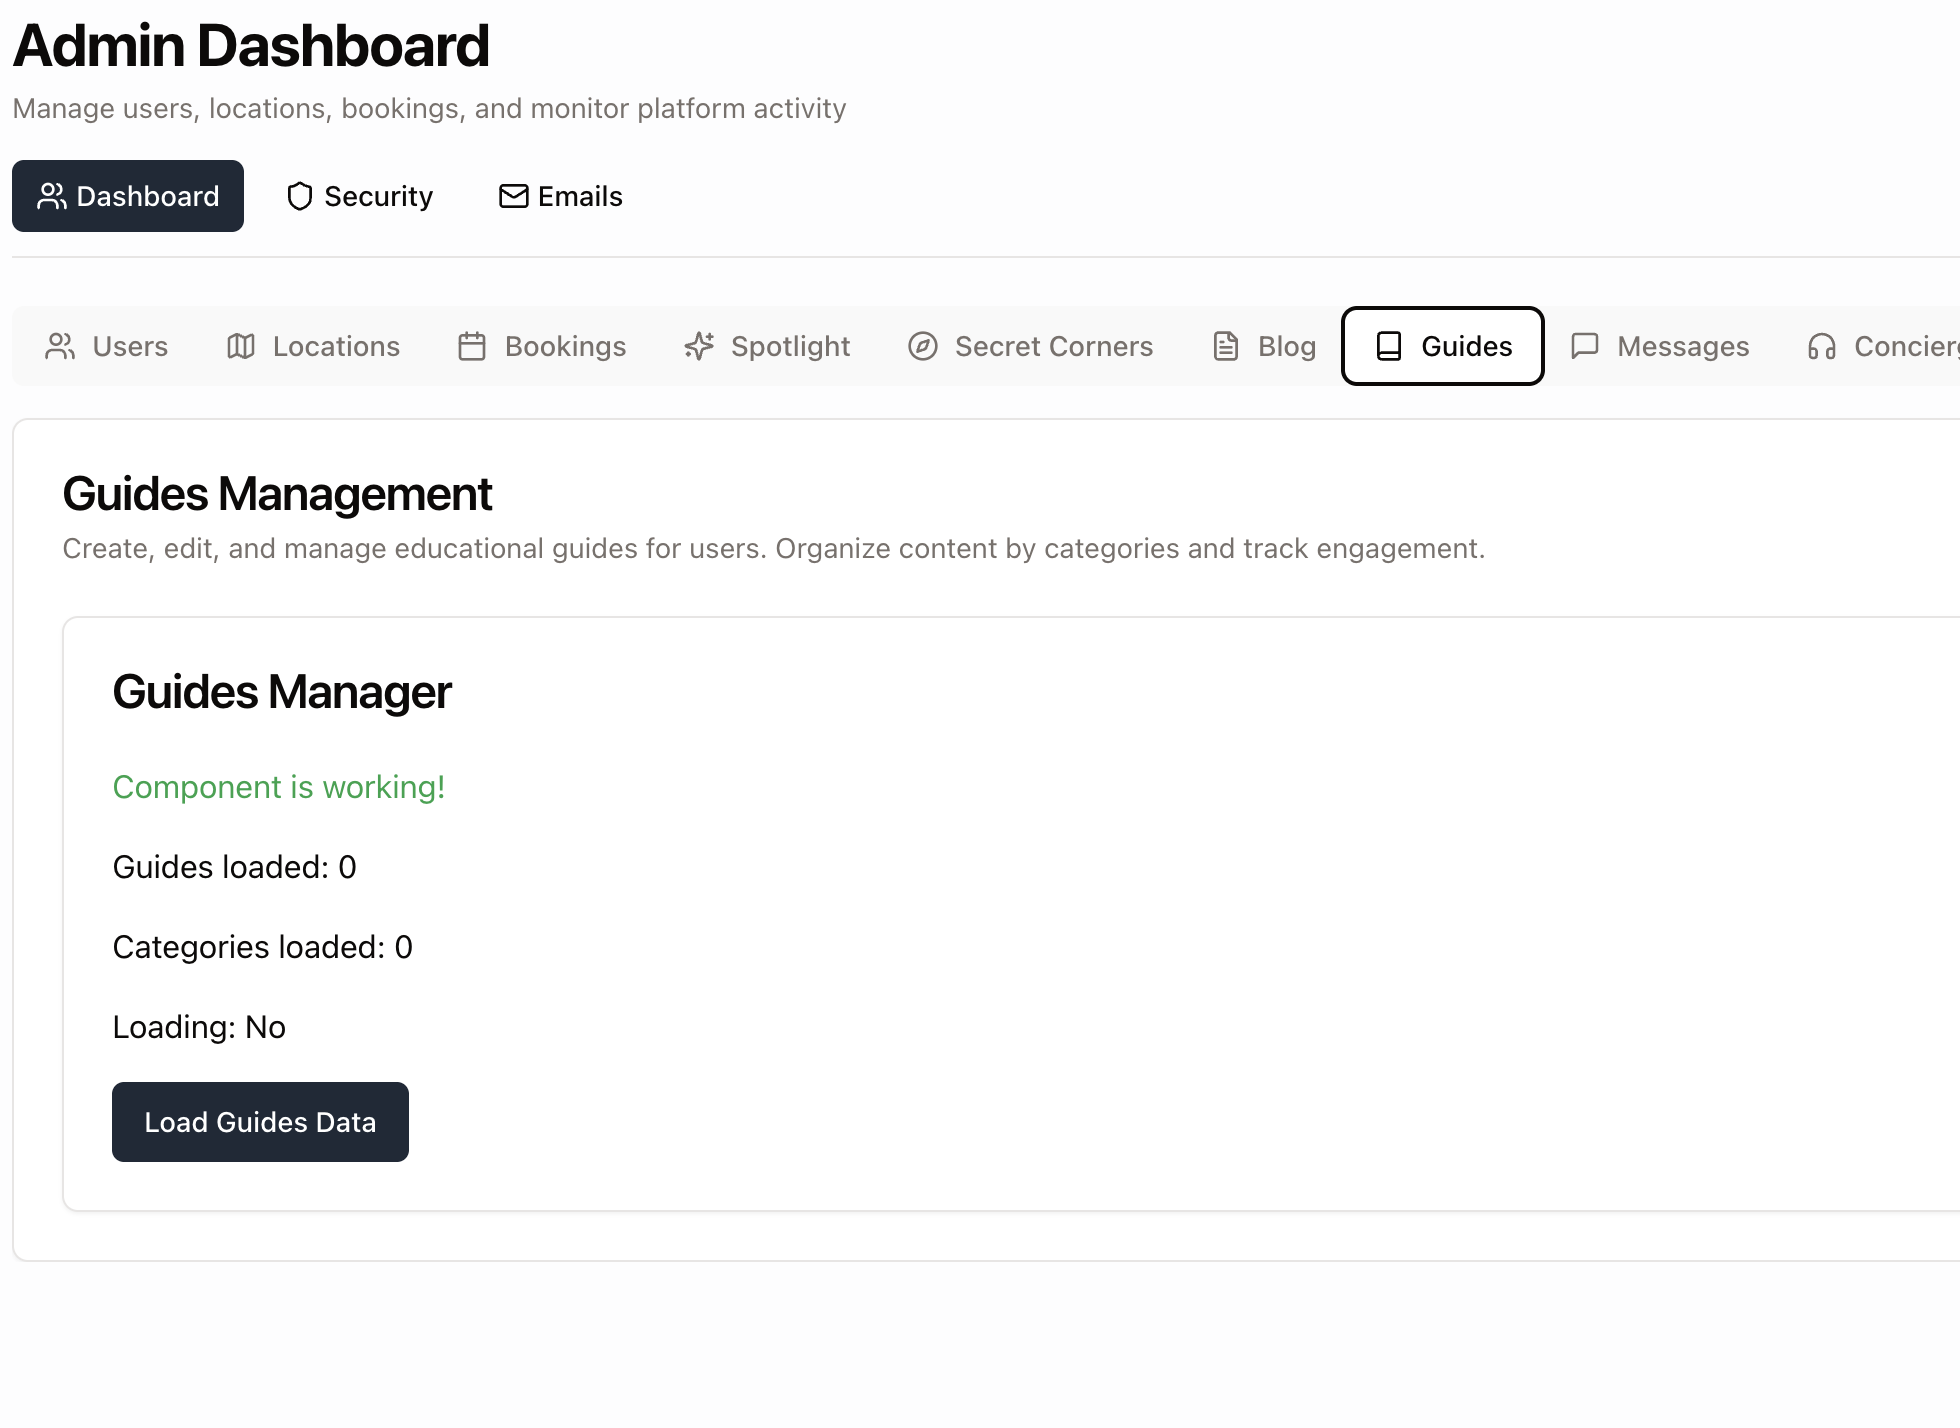 Admin Dashboard
Manage users, locations, bookings, and monitor platform activity
Dashboard Security Emails
Users Locations Bookings Spotlight Secret Corners Blog Guides Messages Concierg
Guides Management
Create, edit, and manage educational guides for users. Organize content by categories and track engagement.
Guides Manager
Component is working!
Guides loaded: 0
Categories loaded: 0
Loading: No
Load Guides Data